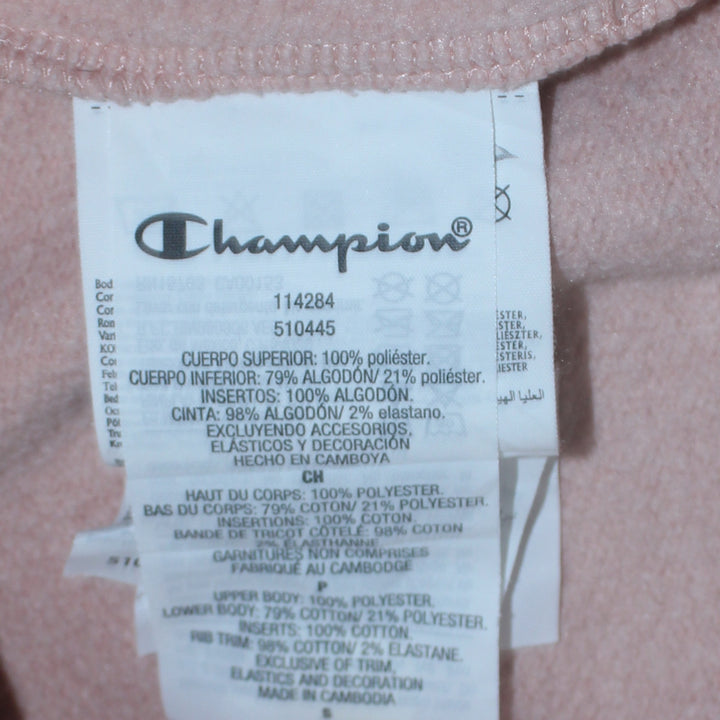 Champion®
114284
510445
CUERPO SUPERIOR: 100% poliéster.
CUERPO INFERIOR: 79% ALGODÓN/ 21% poliéster.
INSERTOS: 100% ALGODÓN.
CINTA: 98% ALGODÓN/ 2% elastano.
EXCLUYENDO ACCESORIOS,
ELÁSTICOS Y DECORACIÓN
HECHO EN CAMBOYA
CH
HAUT DU CORPS: 100% POLYESTER.
BAS DU CORPS: 79% COTON/ 21% POLYESTER.
INSERTIONS: 100% COTON.
BANDE DE TRICOT CÔTELÉ: 98% COTON
2% ÉLASTHANNE
GARNITURES NON COMPRISES
FABRIQUÉ AU CAMBODGE
P
UPPER BODY: 100% POLYESTER.
LOWER BODY: 79% COTTON/ 21% POLYESTER.
INSERTS: 100% COTTON.
RIB TRIM: 98% COTTON/ 2% ELASTANE.
EXCLUSIVE OF TRIM,
ELASTICS AND DECORATION
MADE IN CAMBODIA
S